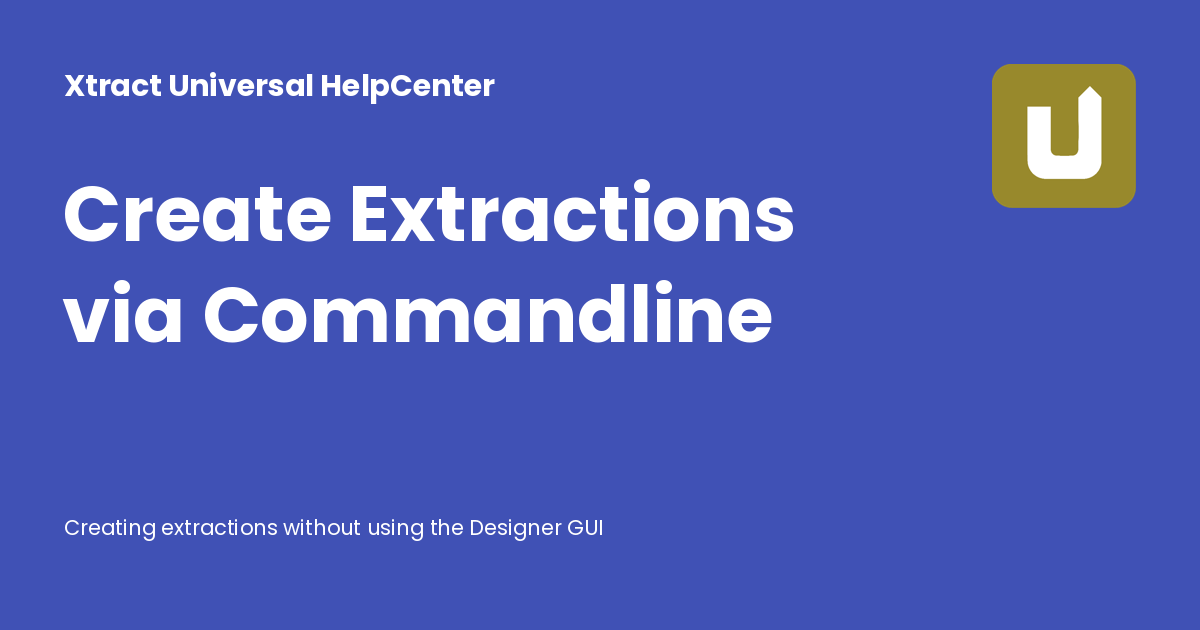 Xtract Universal HelpCenter
Create Extractions
via Commandline
Creating extractions without using the Designer GUI